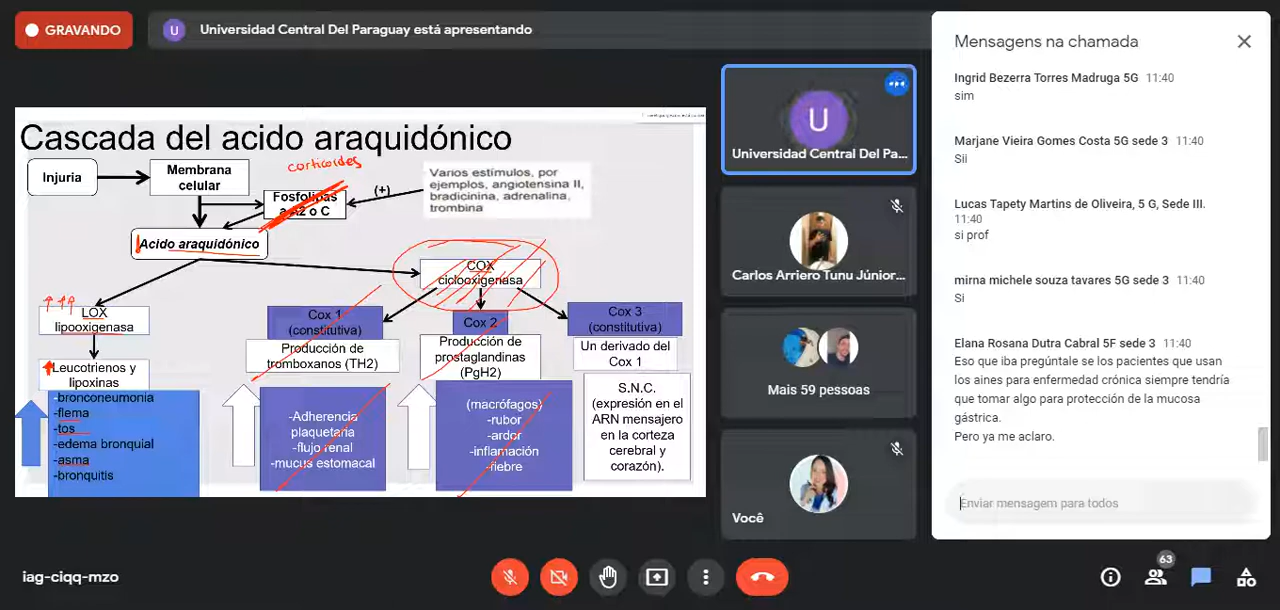 GRAVANDO
U
Universidad Central Del Paraguay está apresentando
Cascada del acido araquidónico
corticoides
Injuria
Membrana
celular
Fosfolipas
a A2 o C
(+)
Varios estímulos, por
ejemplos, angiotensina II,
bradicinina, adrenalina,
trombina
Acido araquidónico
COX
ciclooxigenasa
LOX
lipooxigenasa
Cox 1
(constitutiva)
Cox 2
Cox 3
(constitutiva)
Producción de
tromboxanos (TH2)
Producción de
prostaglandinas
(PgH2)
Un derivado del
Cox 1
Leucotrienos y
lipoxinas
-bronconeumonia
-flema
-tos
-edema bronquial
-asma
-bronquitis
-Adherencia
plaquetaria
-flujo renal
-mucus estomacal
(macrófagos)
-rubor
-ardor
-inflamación
-fiebre
S.N.C.
(expresión en el
ARN mensajero
en la corteza
cerebral y
corazón).
U
Universidad Central Del Pa...
Carlos Arriero Tunu Júnior...
Mais 59 pessoas
Você
Mensagens na chamada
Ingrid Bezerra Torres Madruga 5G 11:40
sim
Marjane Vieira Gomes Costa 5G sede 3 11:40
Sii
Lucas Tapety Martins de Oliveira, 5 G, Sede III.
11:40
si prof
mirna michele souza tavares 5G sede 3 11:40
Si
Elana Rosana Dutra Cabral 5F sede 3 11:40
Eso que iba pregúntale se los pacientes que usan
los aines para enfermedad crónica siempre tendría
que tomar algo para protección de la mucosa
gástrica.
Pero ya me aclaro.
Enviar mensagem para todos
iag-ciqq-mzo
63